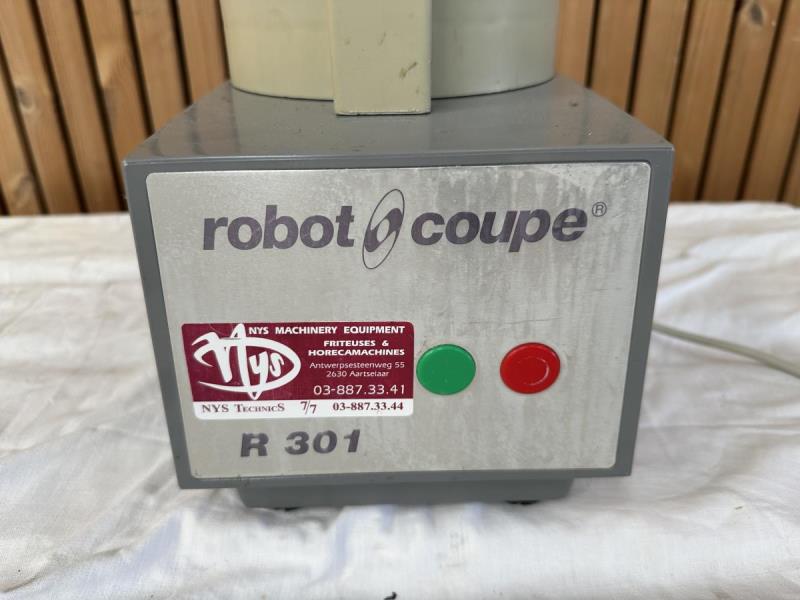 robot coupe®
NYS MACHINERY EQUIPMENT
Nys
FRITEUSES &
HORECAMACHINES
Antwerpsesteenweg 55
2630 Aartselaar
03-887.33.41
NYS TECHNICS 7/7 03-887.33.44
R 301